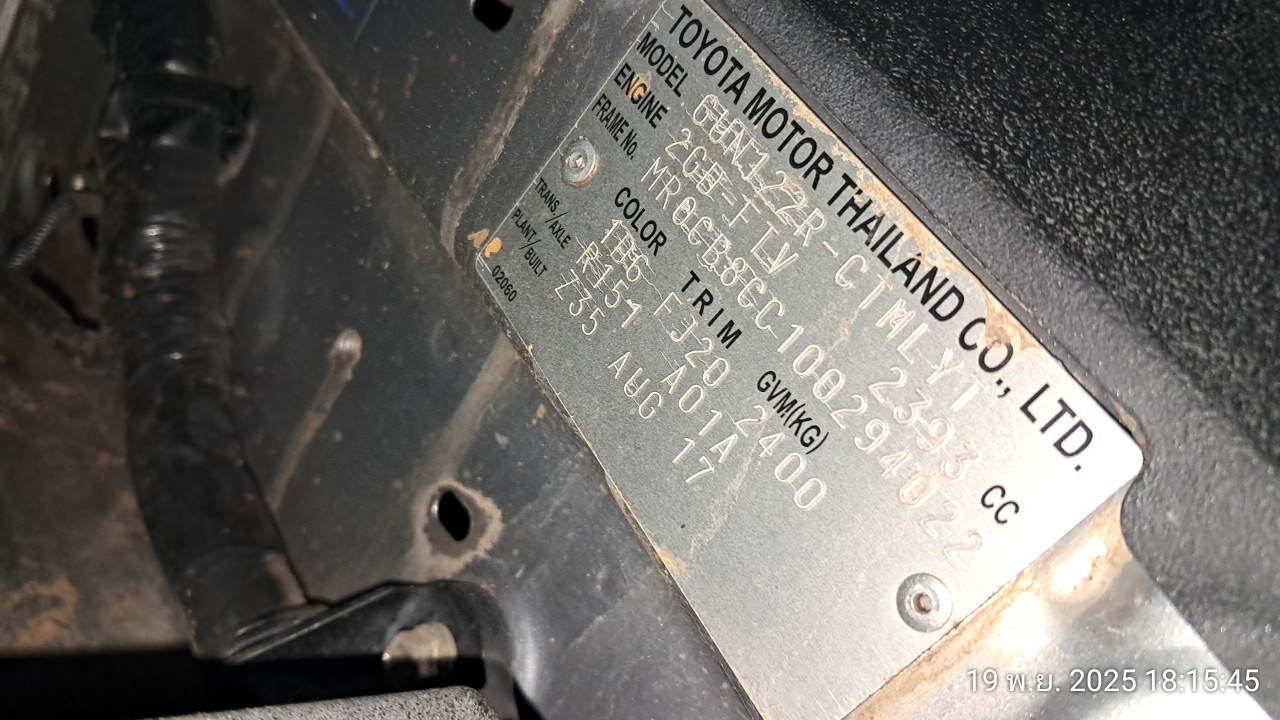 TOYOTA MOTOR THAILAND CO., LTD.
MODEL GUN122R-CTMLYT
ENGINE 2GD-FTV 2393 CC
FRAME No. MR0CB8CC100294022
COLOR TRIM GVM(KG)
1D6 FJ20 2400
TRANS/AXLE R151 A01A
PLANT/BUILT Z35 AUG 17
02060
19 พ.ย. 2025 18:15:45